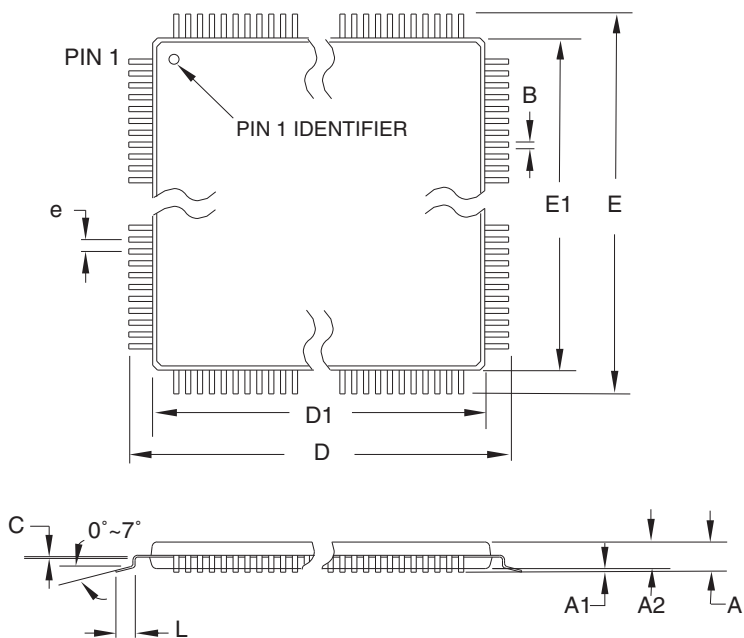 PIN 1
PIN 1 IDENTIFIER
B
e
E1
E
D1
D
C
0°~7°
L
A1
A2
A